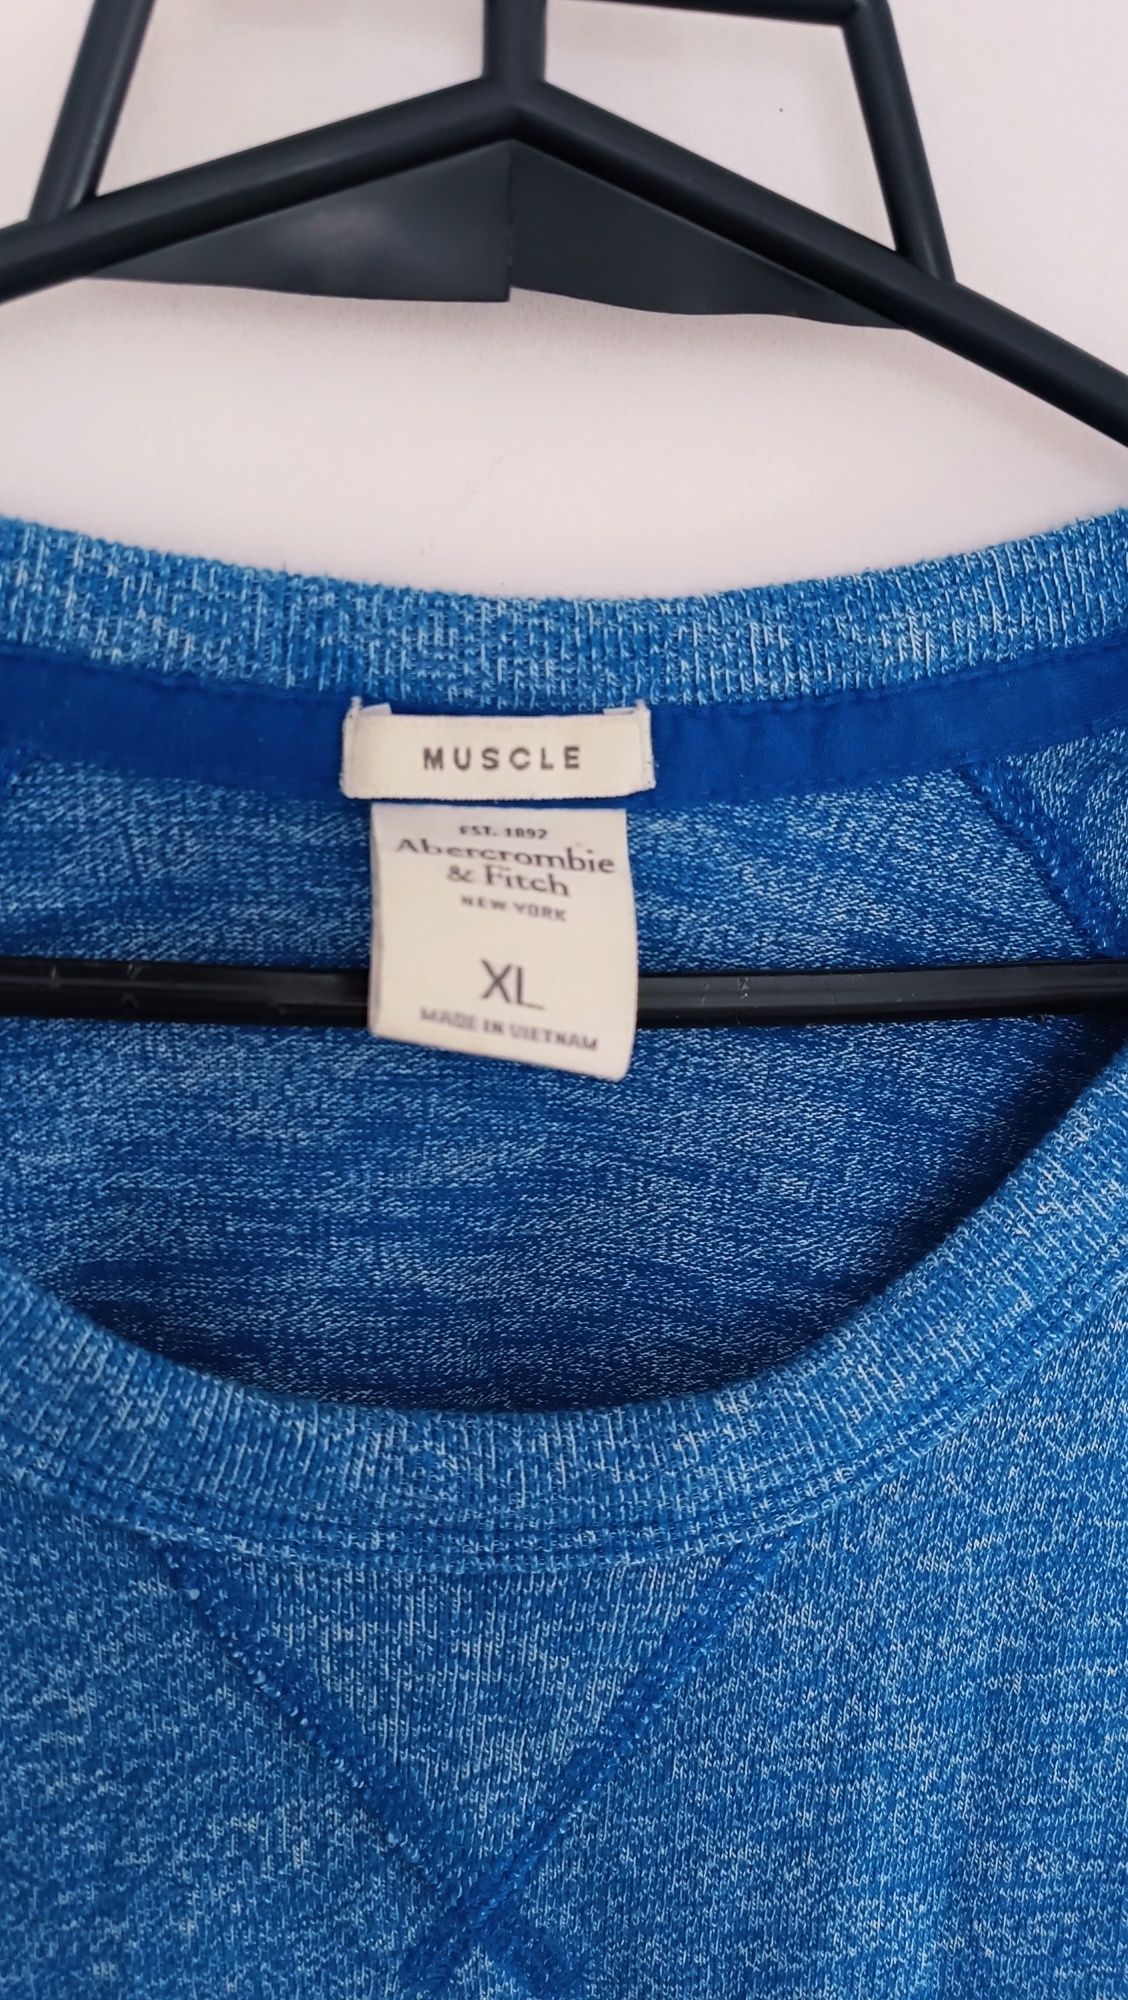 MUSCLE
EST. 1892
Abercrombie
& Fitch
NEW YORK
XL
MADE IN VIETNAM